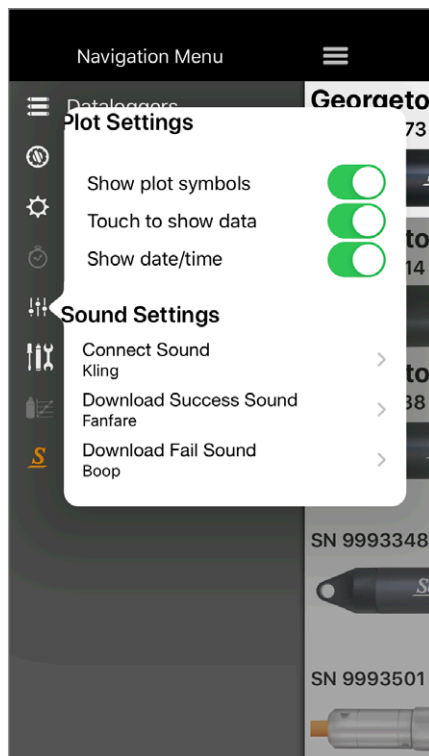 Navigation Menu
Dataloggers
Georgeto
73
Plot Settings
Show plot symbols
Touch to show data
to
Show date/time
14
Sound Settings
Connect Sound
to
Kling
Download Success Sound
38
Fanfare
Download Fail Sound
S
Boop
SN 9993348
SN 9993501